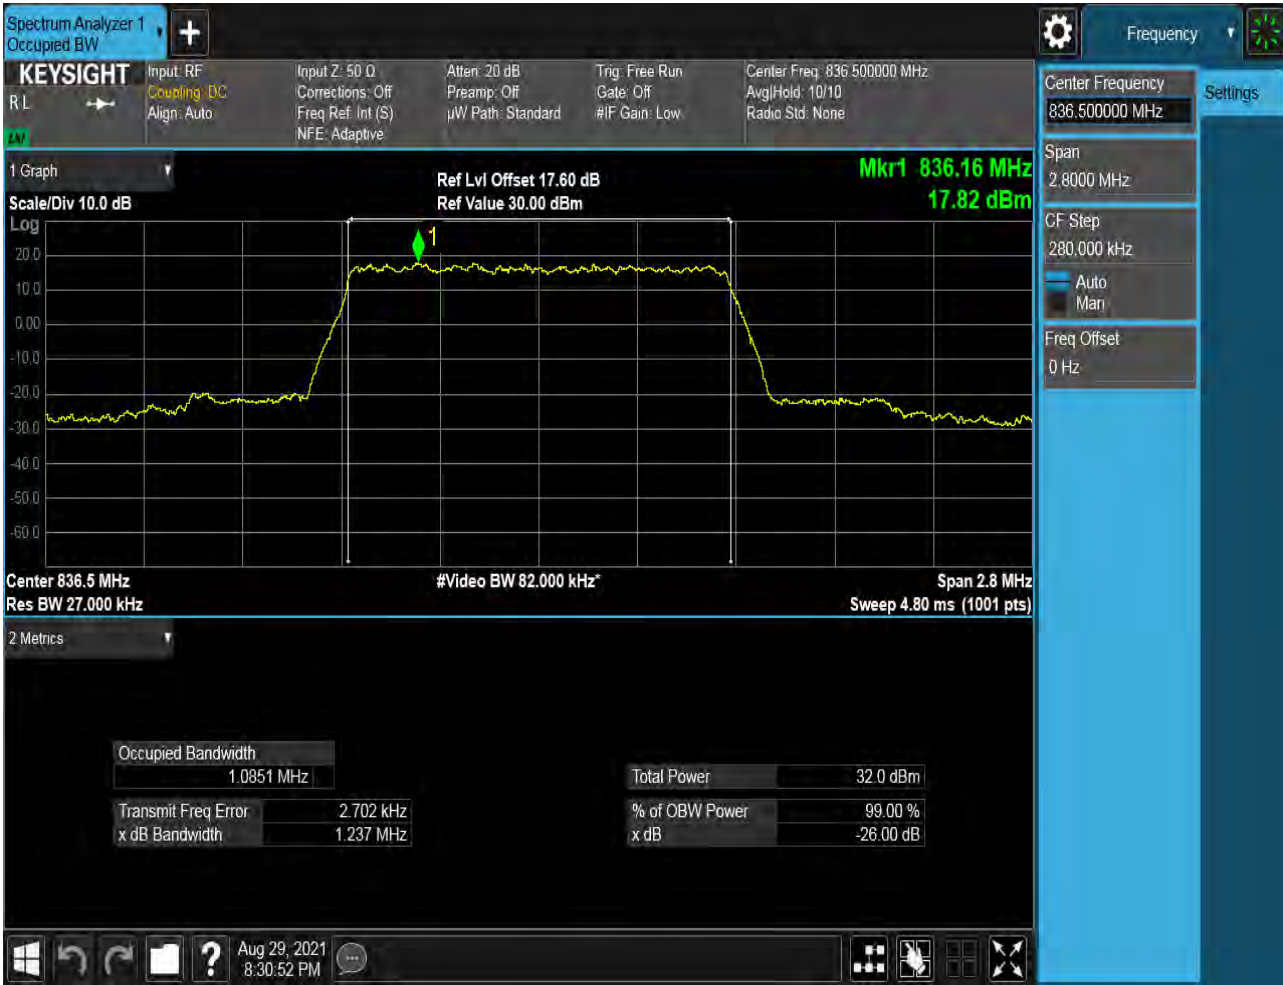 Spectrum Analyzer 1
Occupied BW
Frequency
KEYSIGHT
R L
LXI
Input: RF
Coupling: DC
Align: Auto
Input Z: 50 Ω
Corrections: Off
Freq Ref: Int (S)
NFE: Adaptive
Atten: 20 dB
Preamp: Off
µW Path: Standard
Trig: Free Run
Gate: Off
#IF Gain: Low
Center Freq: 836.500000 MHz
Avg|Hold: 10/10
Radio Std: None
Center Frequency
836.500000 MHz
Settings
Span
2.8000 MHz
CF Step
280.000 kHz
Auto
Man
Freq Offset
0 Hz
1 Graph
Scale/Div 10.0 dB
Log
Ref Lvl Offset 17.60 dB
Ref Value 30.00 dBm
Mkr1 836.16 MHz
17.82 dBm
1
20.0
10.0
0.00
-10.0
-20.0
-30.0
-40.0
-50.0
-60.0
Center 836.5 MHz
Res BW 27.000 kHz
#Video BW 82.000 kHz*
Span 2.8 MHz
Sweep 4.80 ms (1001 pts)
2 Metrics
Occupied Bandwidth
1.0851 MHz
Transmit Freq Error 2.702 kHz
x dB Bandwidth 1.237 MHz
Total Power 32.0 dBm
% of OBW Power 99.00 %
x dB -26.00 dB
Aug 29, 2021
8:30:52 PM